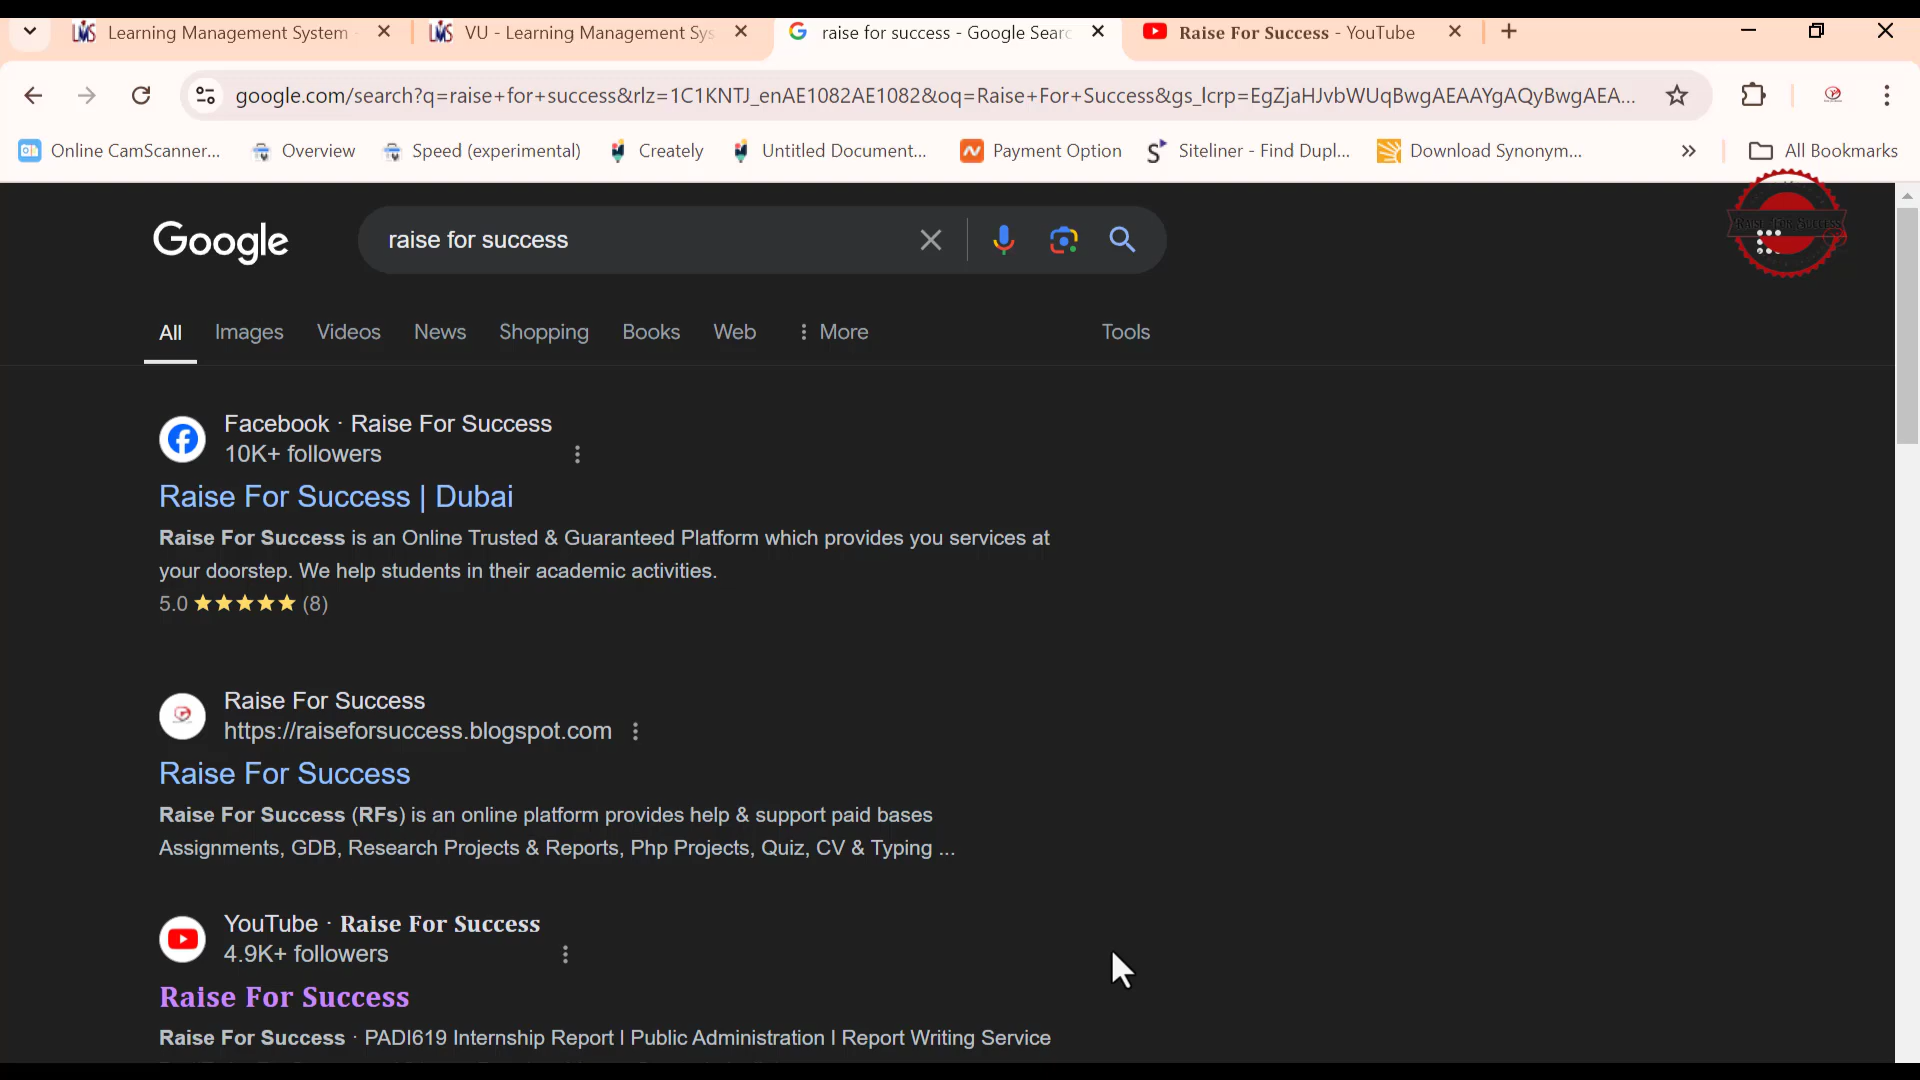 Learning Management System
VU - Learning Management Sys
raise for success - Google Searc
Raise For Success - YouTube
google.com/search?q=raise+for+success&rlz=1C1KNTJ_enAE1082AE1082&oq=Raise+For+Success&gs_lcrp=EgZjaHJvbWUqBwgAEAAYgAQyBwgAEA...
Online CamScanner...
Overview
Speed (experimental)
Creately
Untitled Document...
Payment Option
Siteliner - Find Dupl...
Download Synonym...
All Bookmarks
Google
raise for success
RAISE FOR SUCCESS
All
Images
Videos
News
Shopping
Books
Web
More
Tools
Facebook · Raise For Success
10K+ followers
Raise For Success | Dubai
Raise For Success is an Online Trusted & Guaranteed Platform which provides you services at
your doorstep. We help students in their academic activities.
5.0 ★★★★★ (8)
Raise For Success
https://raiseforsuccess.blogspot.com
Raise For Success
Raise For Success (RFs) is an online platform provides help & support paid bases
Assignments, GDB, Research Projects & Reports, Php Projects, Quiz, CV & Typing ...
YouTube · Raise For Success
4.9K+ followers
Raise For Success
Raise For Success · PADI619 Internship Report l Public Administration l Report Writing Service